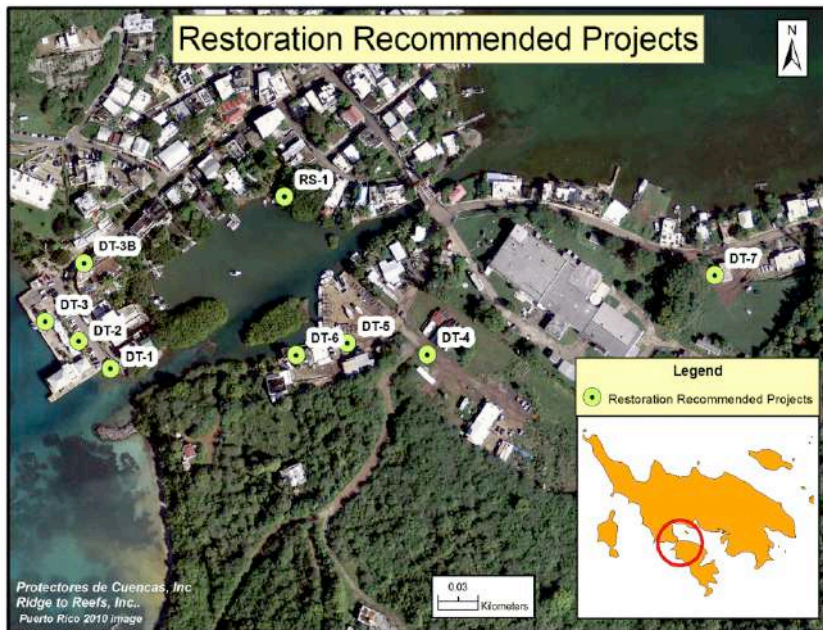 Restoration Recommended Projects
N
RS-1
DT-3B
DT-7
DT-3
DT-2
DT-5
DT-6
DT-4
DT-1
Legend
Restoration Recommended Projects
Protectores de Cuencas, Inc
Ridge to Reefs, Inc..
Puerto Rico 2010 image
0.03
Kilometers